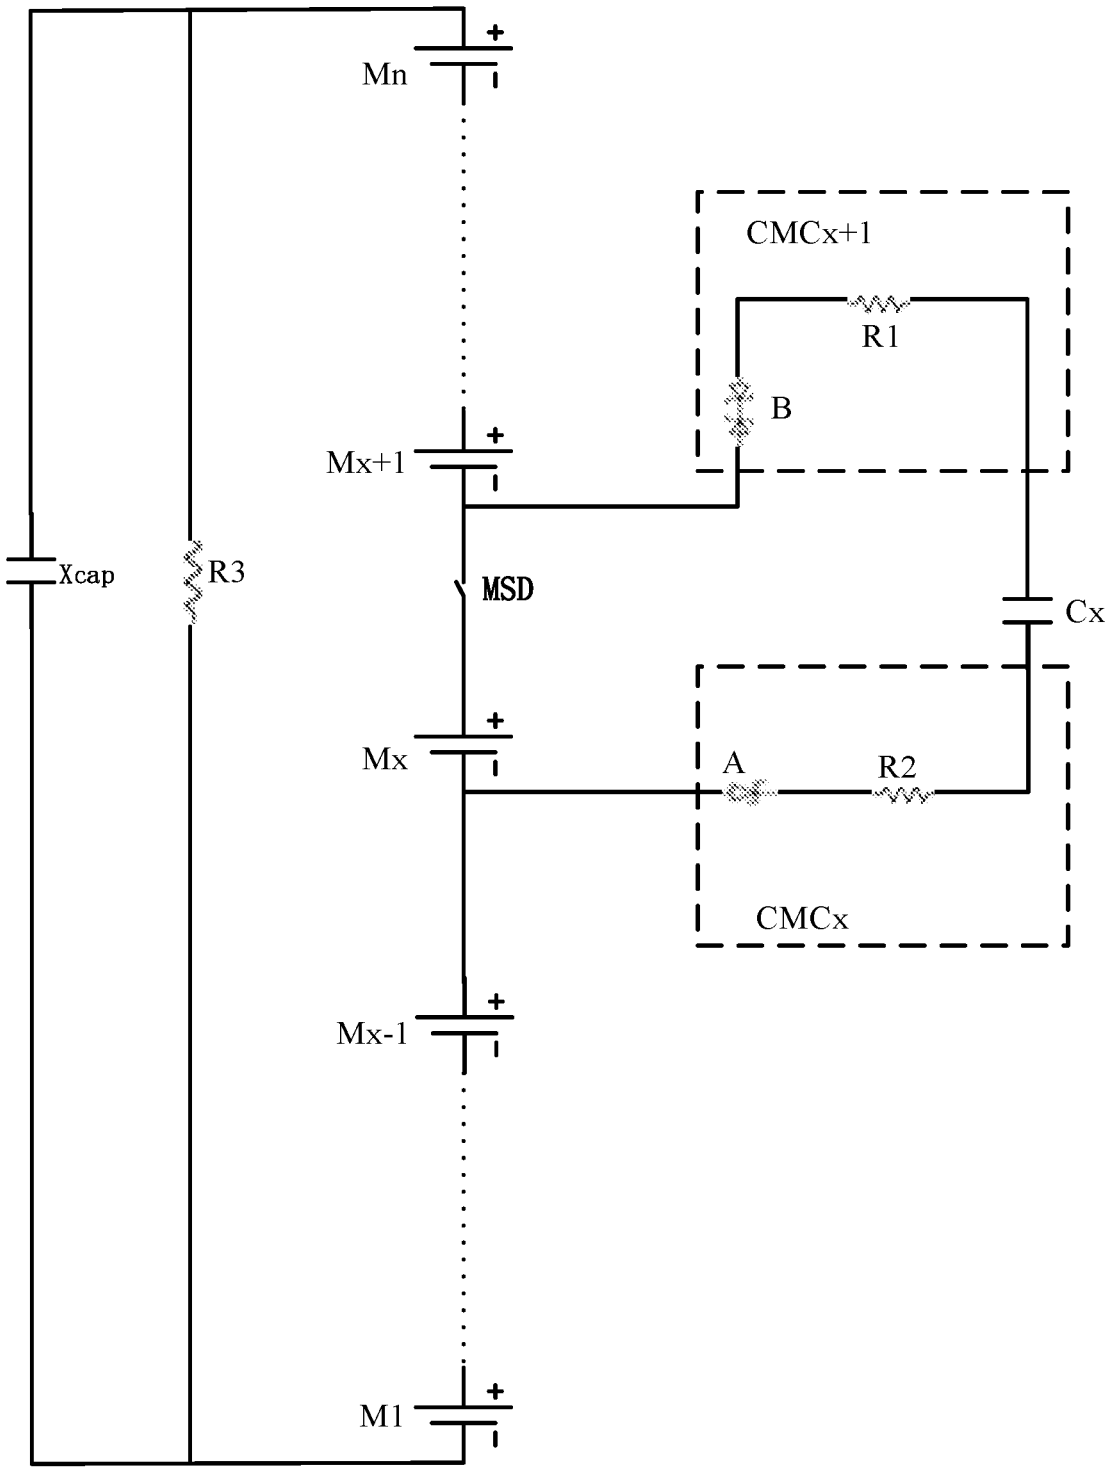 +
Mn
-
CMCx+1
R1
B
+
Mx+1
-
Xcap
R3
MSD
Cx
+
Mx
-
A
R2
CMCx
+
Mx-1
-
+
M1
-